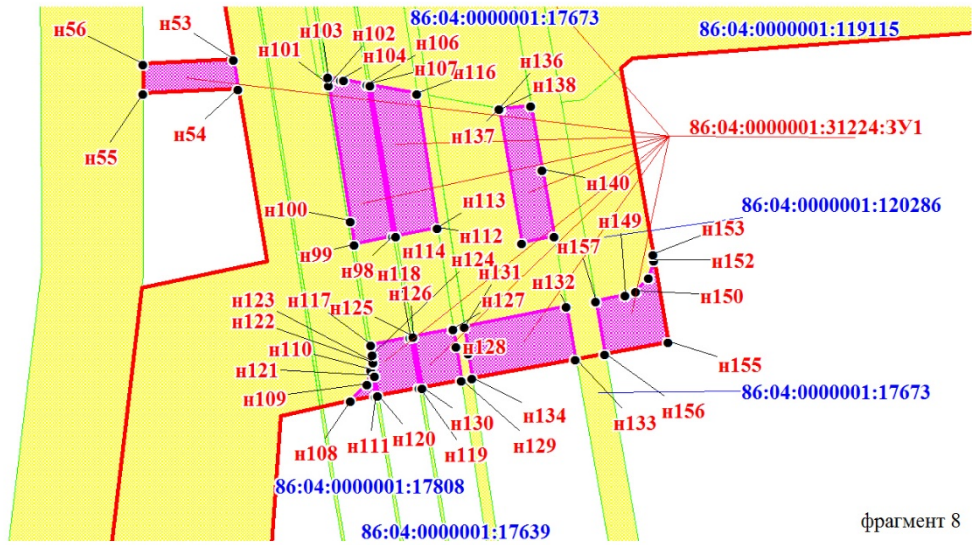 н56
н53
н101
н103
н102
н104
н106
н107
н116
86:04:0000001:17673
86:04:0000001:119115
н136
н138
н137
86:04:0000001:31224:ЗУ1
н55
н54
н140
н100
н99
н98
н113
н112
н114
н157
н149
86:04:0000001:120286
н153
н152
н150
н124
н118
н131
н126
н127
н132
н117
н125
н123
н122
н110
н121
н109
н128
н155
н108
н111
н120
н130
н119
н134
н129
н133
н156
86:04:0000001:17673
86:04:0000001:17808
86:04:0000001:17639
фрагмент 8